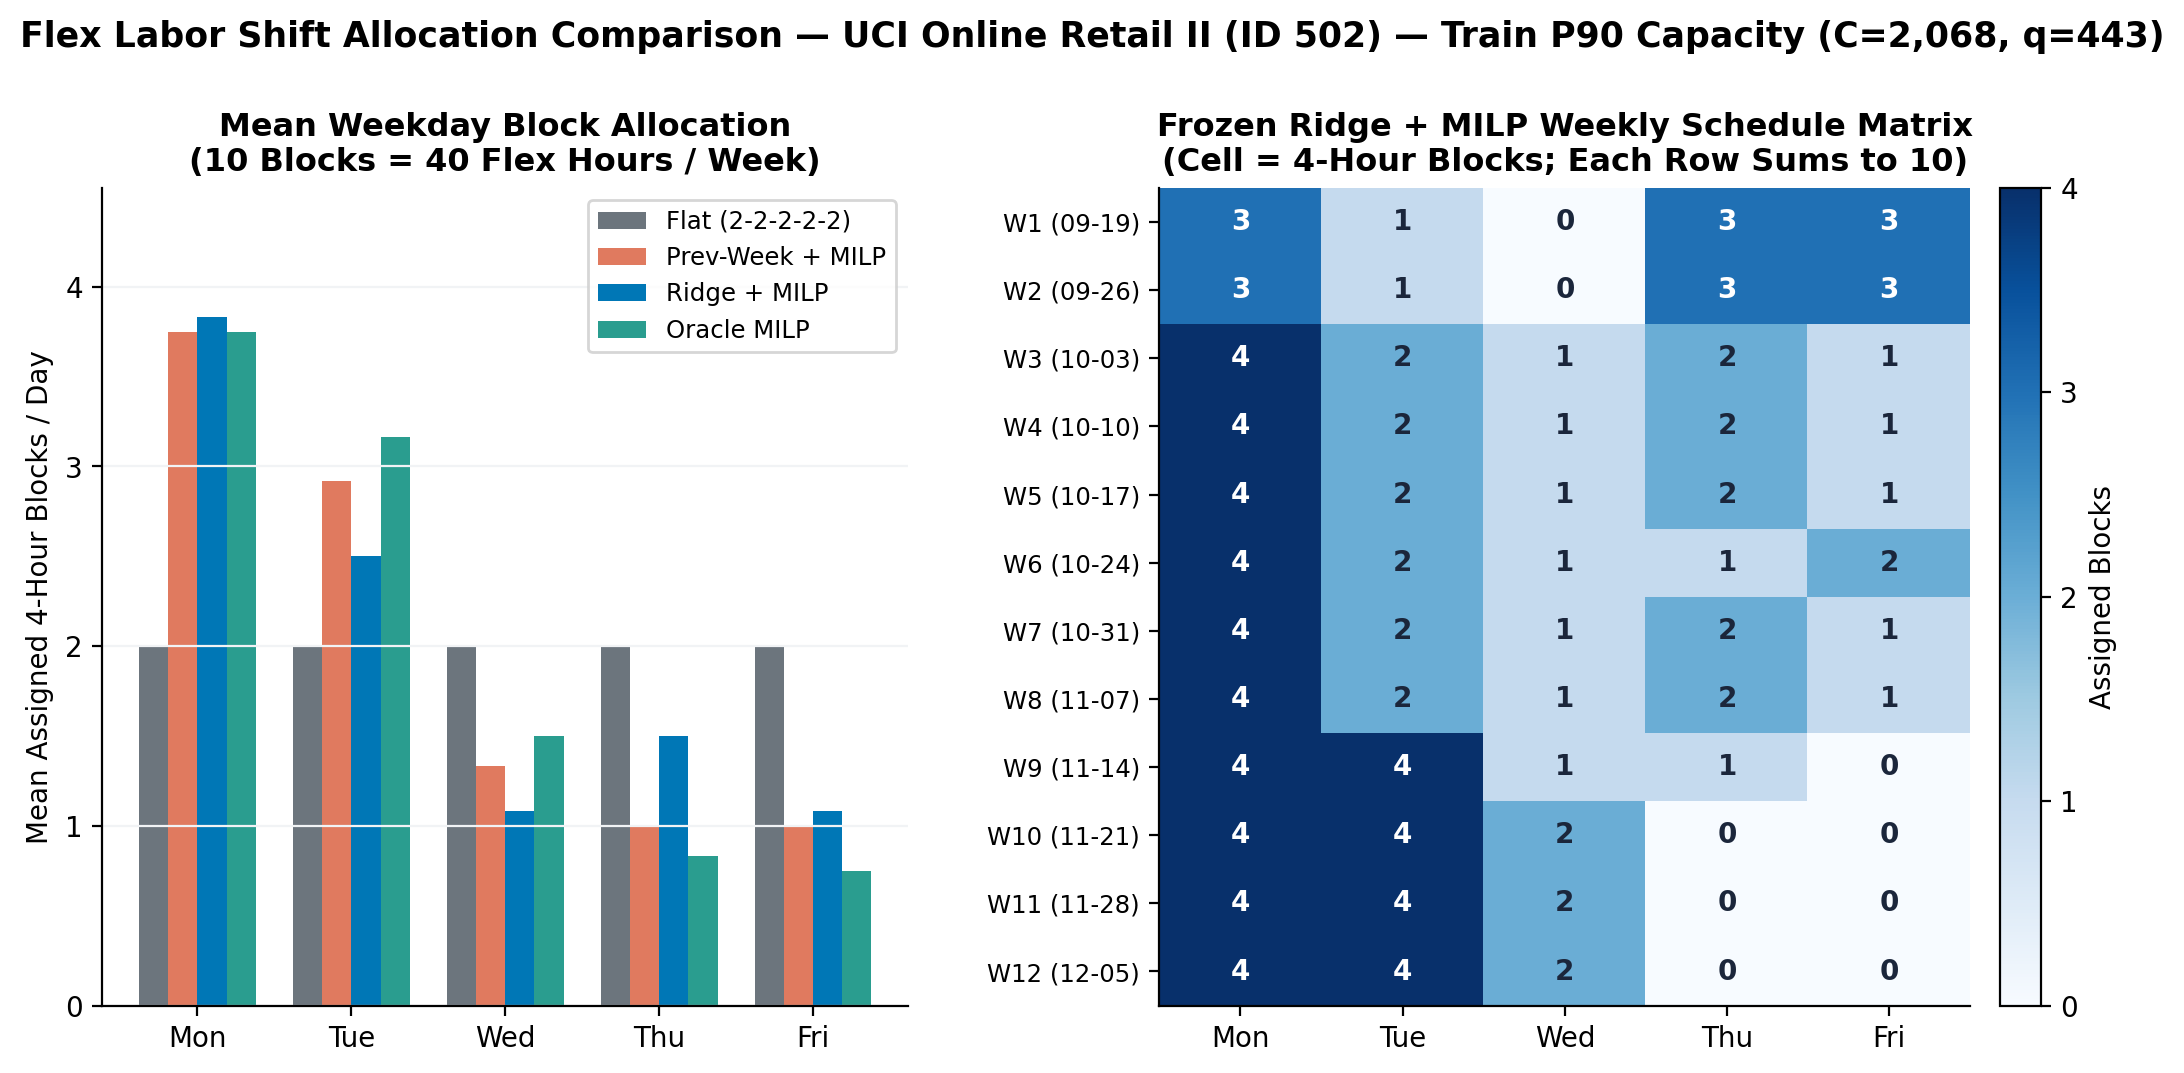 Flex Labor Shift Allocation Comparison — UCI Online Retail II (ID 502) — Train P90 Capacity (C=2,068, q=443)
Mean Weekday Block Allocation
(10 Blocks = 40 Flex Hours / Week)
Mean Assigned 4-Hour Blocks / Day
4
3
2
1
0
Flat (2-2-2-2-2)
Prev-Week + MILP
Ridge + MILP
Oracle MILP
Mon Tue Wed Thu Fri
Frozen Ridge + MILP Weekly Schedule Matrix
(Cell = 4-Hour Blocks; Each Row Sums to 10)
W1 (09-19) 3 1 0 3 3
W2 (09-26) 3 1 0 3 3
W3 (10-03) 4 2 1 2 1
W4 (10-10) 4 2 1 2 1
W5 (10-17) 4 2 1 2 1
W6 (10-24) 4 2 1 1 2
W7 (10-31) 4 2 1 2 1
W8 (11-07) 4 2 1 2 1
W9 (11-14) 4 4 1 1 0
W10 (11-21) 4 4 2 0 0
W11 (11-28) 4 4 2 0 0
W12 (12-05) 4 4 2 0 0
Mon Tue Wed Thu Fri
4
3
2
1
0
Assigned Blocks